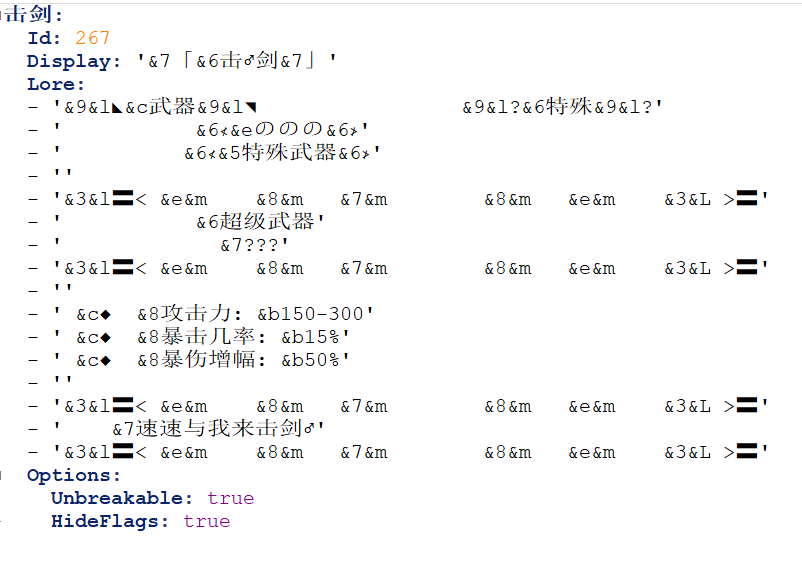 击剑:
  Id: 267
  Display: '&7「&6击♂剑&7」'
  Lore:
  - '&9&l◣&c武器&9&l◥                 &9&l?&6特殊&9&l?'
  - '           &6≮&eののの&6≯'
  - '          &6≮&5特殊武器&6≯'
  - ''
  - '&3&l〓< &e&m    &8&m   &7&m        &8&m   &e&m    &3&L >〓'
  - '           &6超级武器'
  - '             &7???'
  - '&3&l〓< &e&m    &8&m   &7&m        &8&m   &e&m    &3&L >〓'
  - ''
  - ' &c◆  &8攻击力: &b150-300'
  - ' &c◆  &8暴击几率: &b15%'
  - ' &c◆  &8暴伤增幅: &b50%'
  - ''
  - '&3&l〓< &e&m    &8&m   &7&m        &8&m   &e&m    &3&L >〓'
  - '    &7速速与我来击剑♂'
  - '&3&l〓< &e&m    &8&m   &7&m        &8&m   &e&m    &3&L >〓'
  Options:
    Unbreakable: true
    HideFlags: true